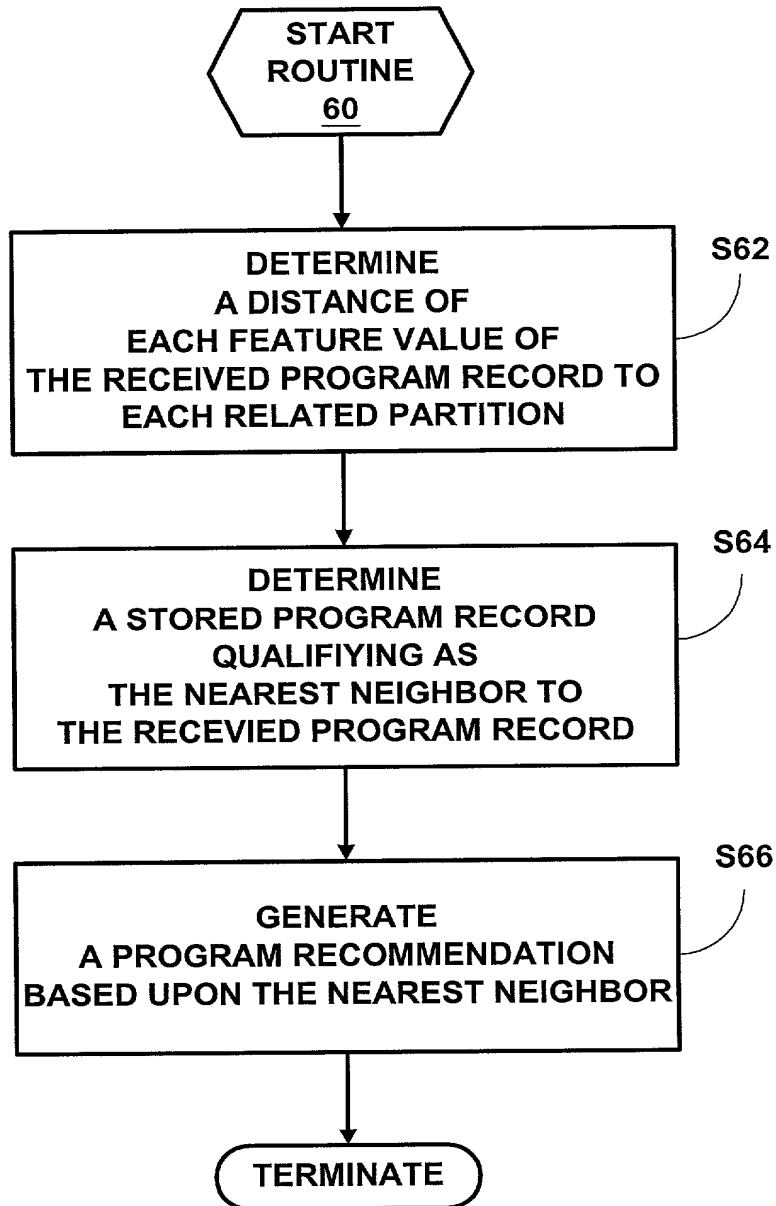 START
ROUTINE
60
S62
DETERMINE
A DISTANCE OF
EACH FEATURE VALUE OF
THE RECEIVED PROGRAM RECORD TO
EACH RELATED PARTITION
S64
DETERMINE
A STORED PROGRAM RECORD
QUALIFIYING AS
THE NEAREST NEIGHBOR TO
THE RECEVIED PROGRAM RECORD
S66
GENERATE
A PROGRAM RECOMMENDATION
BASED UPON THE NEAREST NEIGHBOR
TERMINATE